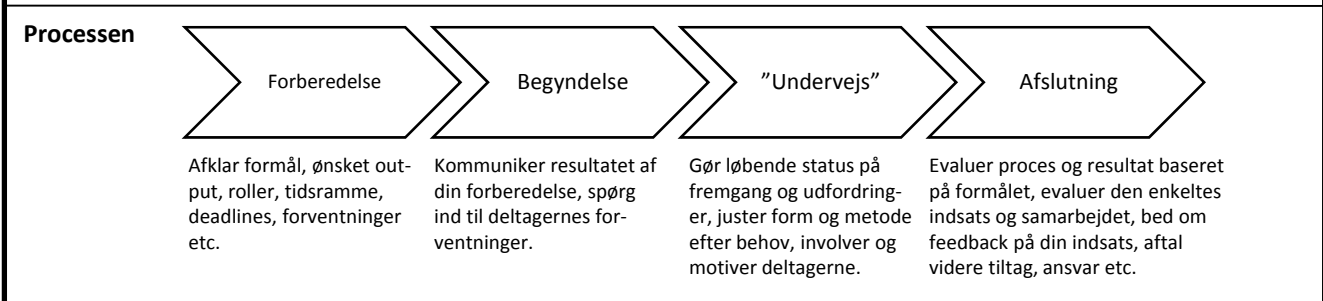 Processen
Forberedelse
Begyndelse
”Undervejs”
Afslutning
Afklar formål, ønsket out-
put, roller, tidsramme,
deadlines, forventninger
etc.
Kommuniker resultatet af
din forberedelse, spørg
ind til deltagernes for-
ventninger.
Gør løbende status på
fremgang og udfordring-
er, juster form og metode
efter behov, involver og
motiver deltagerne.
Evaluer proces og resultat baseret
på formålet, evaluer den enkeltes
indsats og samarbejdet, bed om
feedback på din indsats, aftal
videre tiltag, ansvar etc.